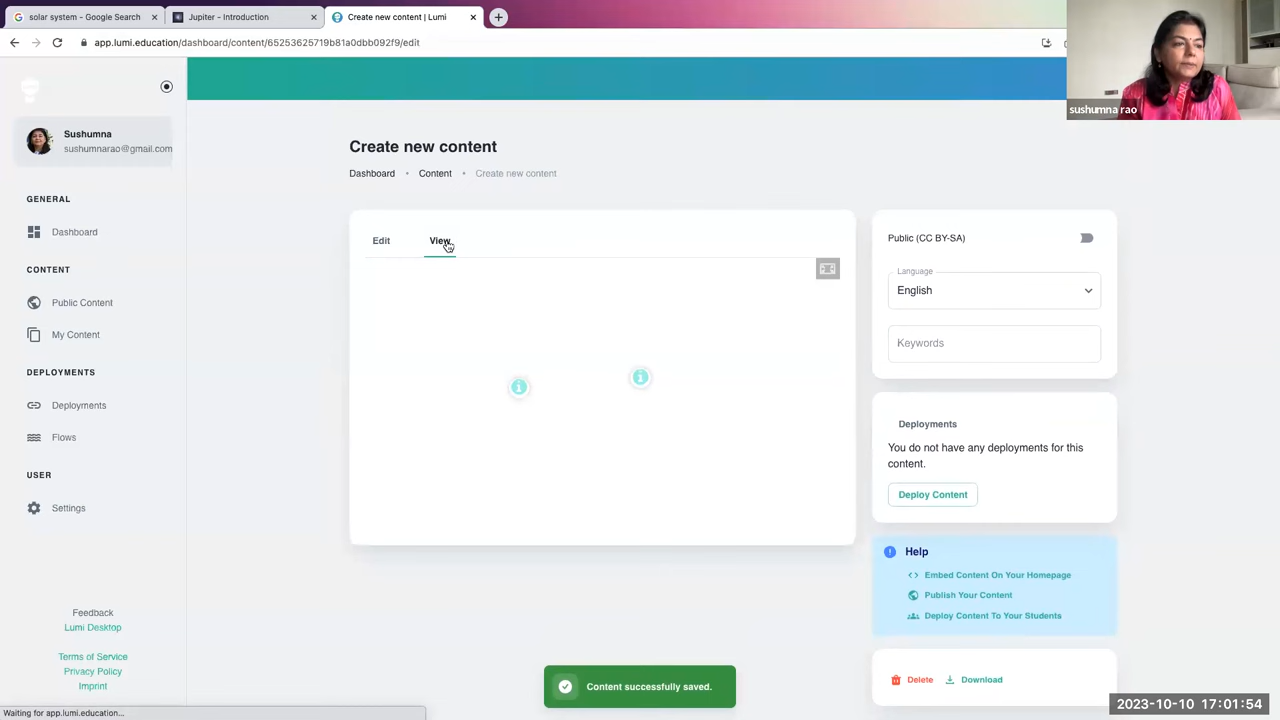 solar system - Google Search
Jupiter - Introduction
Create new content | Lumi
app.lumi.education/dashboard/content/65253625719b81a0dbb092f9/edit
sushumna rao
Sushumna
sushumnarao@gmail.com
GENERAL
Dashboard
CONTENT
Public Content
My Content
DEPLOYMENTS
Deployments
Flows
USER
Settings
Feedback
Lumi Desktop
Terms of Service
Privacy Policy
Imprint
Waiting for app.lumi.education...
Create new content
Dashboard • Content • Create new content
Edit View
Public (CC BY-SA)
Language
English
Keywords
Deployments
You do not have any deployments for this
content.
Deploy Content
Help
Embed Content On Your Homepage
Publish Your Content
Deploy Content To Your Students
Delete Download
Content successfully saved.
2023-10-10 17:01:54